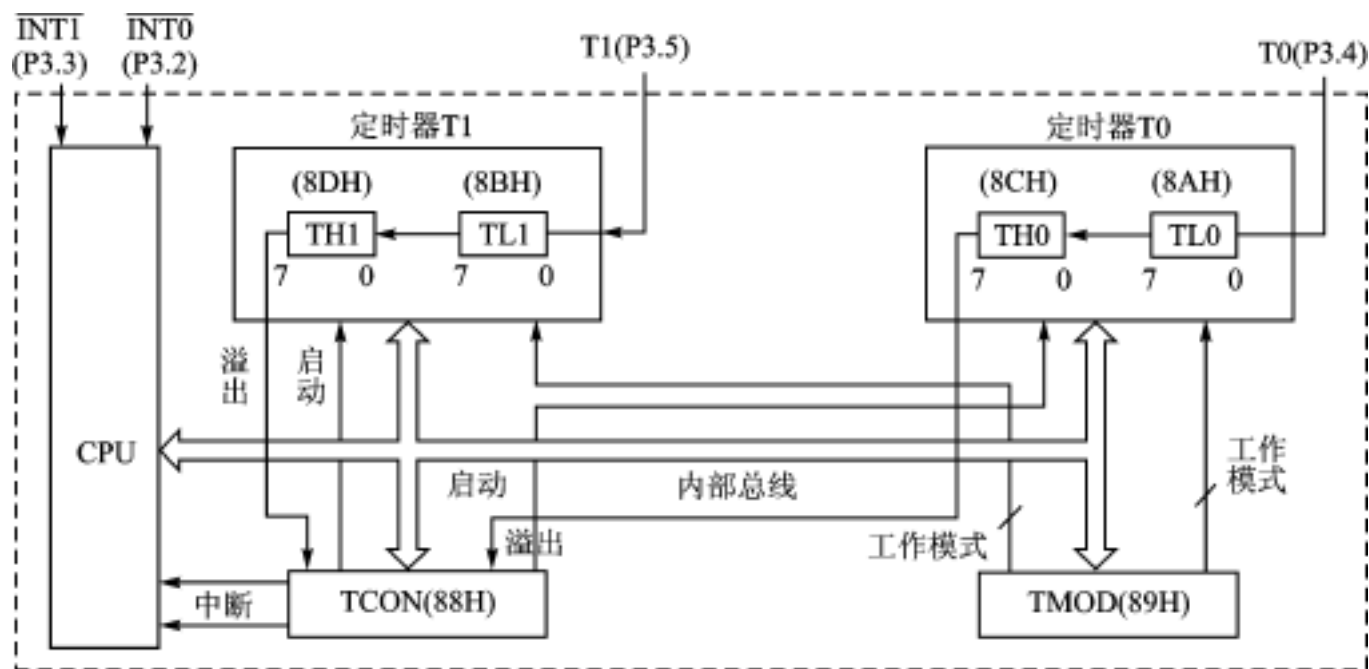 INT1 INT0
(P3.3) (P3.2)
T1(P3.5)
T0(P3.4)
定时器T1
定时器T0
(8DH) (8BH)
(8CH) (8AH)
TH1 TL1
TH0 TL0
7 0 7 0
7 0 7 0
溢出
启动
CPU
启动
内部总线
工作
模式
溢出
工作模式
中断
TCON(88H)
TMOD(89H)